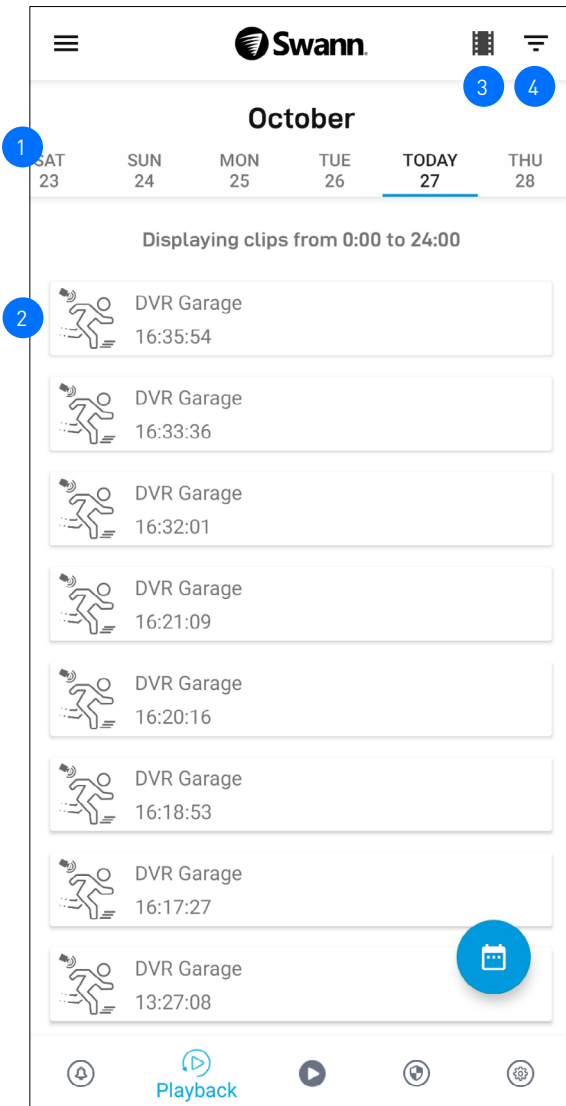 Swann.
3 4
October
1
SAT SUN MON TUE TODAY THU
23 24 25 26 27 28
Displaying clips from 0:00 to 24:00
2
DVR Garage
16:35:54
DVR Garage
16:33:36
DVR Garage
16:32:01
DVR Garage
16:21:09
DVR Garage
16:20:16
DVR Garage
16:18:53
DVR Garage
16:17:27
DVR Garage
13:27:08
Playback